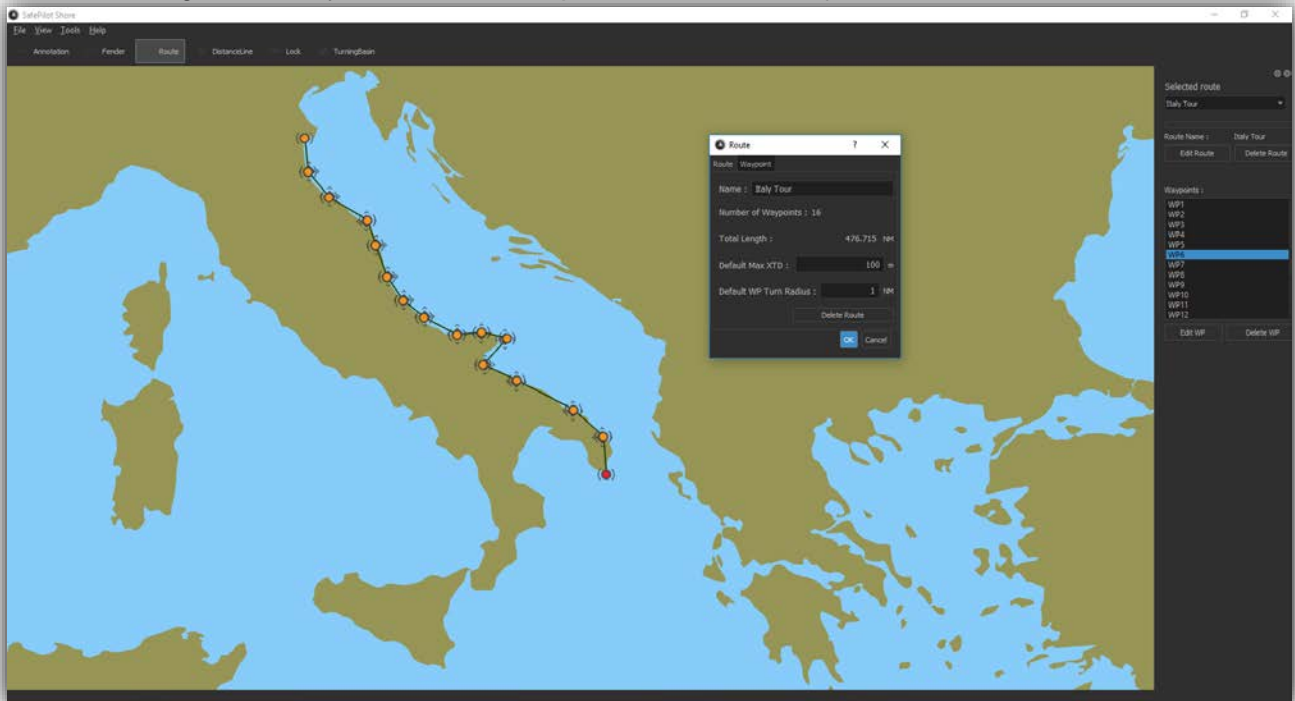 SafePilot Shore
File View Tools Help
Annotation Fender Route DistanceLine Lock TurningBasin
Selected route
Italy Tour
Route Name : Italy Tour
Edit Route Delete Route
Waypoints :
WP1
WP2
WP3
WP4
WP5
WP6
WP7
WP8
WP9
WP10
WP11
WP12
Edit WP Delete WP
Route ? X
Route Waypoint
Name : Italy Tour
Number of Waypoints : 16
Total Length : 476.715 NM
Default Max XTD : 100 m
Default WP Turn Radius : 1 NM
Delete Route
OK Cancel